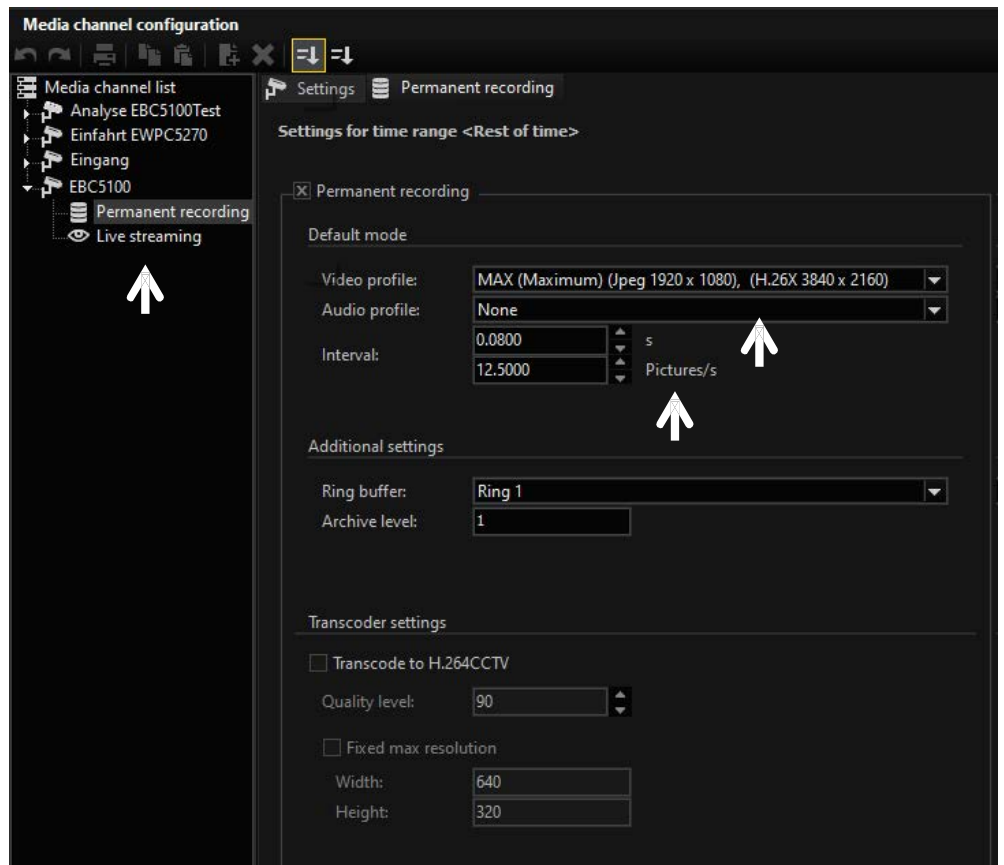 Media channel configuration
Media channel list
Analyse EBC5100Test
Einfahrt EWPC5270
Eingang
EBC5100
Permanent recording
Live streaming
Settings
Permanent recording
Settings for time range <Rest of time>
Permanent recording
Default mode
Video profile: MAX (Maximum) (Jpeg 1920 x 1080), (H.26X 3840 x 2160)
Audio profile: None
Interval: 0.0800 s
12.5000 Pictures/s
Additional settings
Ring buffer: Ring 1
Archive level: 1
Transcoder settings
Transcode to H.264CCTV
Quality level: 90
Fixed max resolution
Width: 640
Height: 320